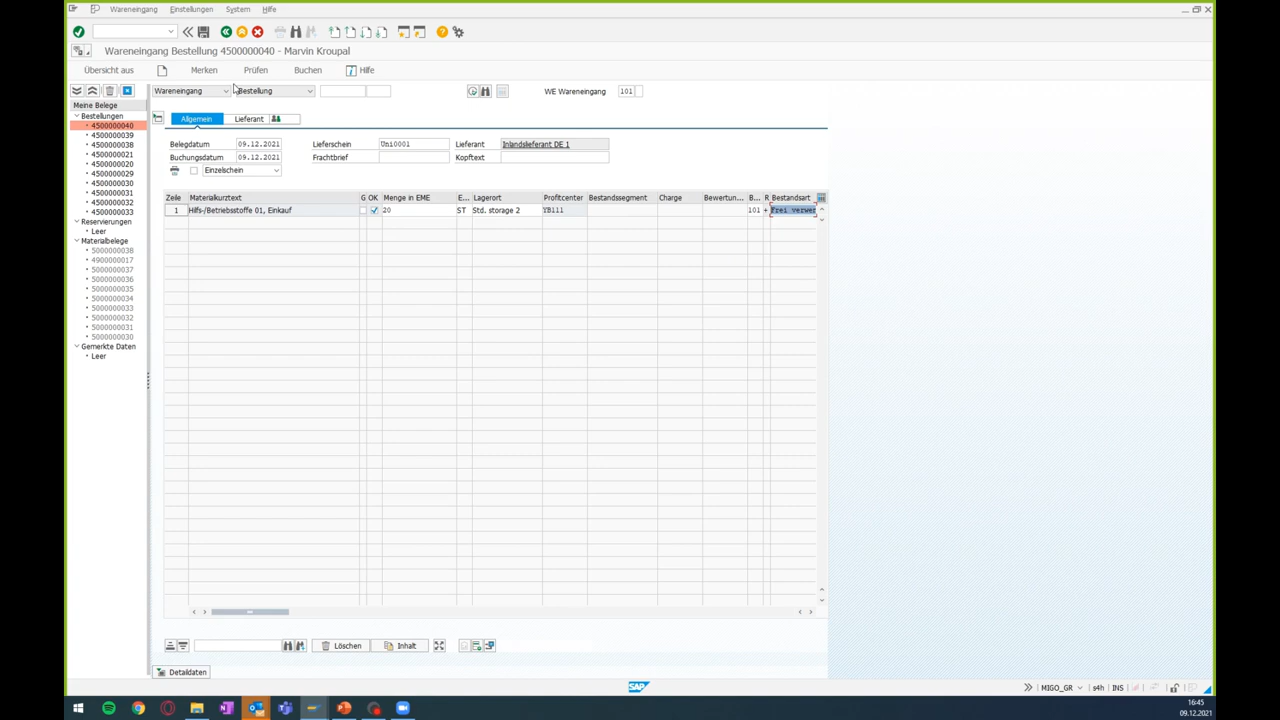 Wareneingang Einstellungen System Hilfe
Wareneingang Bestellung 4500000040 - Marvin Kroupal
Übersicht aus Merken Prüfen Buchen Hilfe
Wareneingang Bestellung WE Wareneingang 101
Meine Belege
Bestellungen
4500000040
4500000039
4500000038
4500000021
4500000020
4500000029
4500000030
4500000031
4500000032
4500000033
Reservierungen
Leer
Materialbelege
5000000038
4900000017
5000000037
5000000036
5000000035
5000000034
5000000033
5000000032
5000000031
5000000030
Gemerkte Daten
Leer
Allgemein Lieferant
Belegdatum 09.12.2021 Lieferschein Uni0001 Lieferant Inlandslieferant DE 1
Buchungsdatum 09.12.2021 Frachtbrief Kopftext
Einzelschein
Zeile Materialkurztext G OK Menge in EME E... Lagerort Profitcenter Bestandssegment Charge Bewertun... B... R Bestandsart
1 Hilfs-/Betriebsstoffe 01, Einkauf 20 ST Std. storage 2 YB111 101 + Frei verwe
Löschen Inhalt
Detaildaten
SAP MIGO_GR s4h INS
16:45
09.12.2021